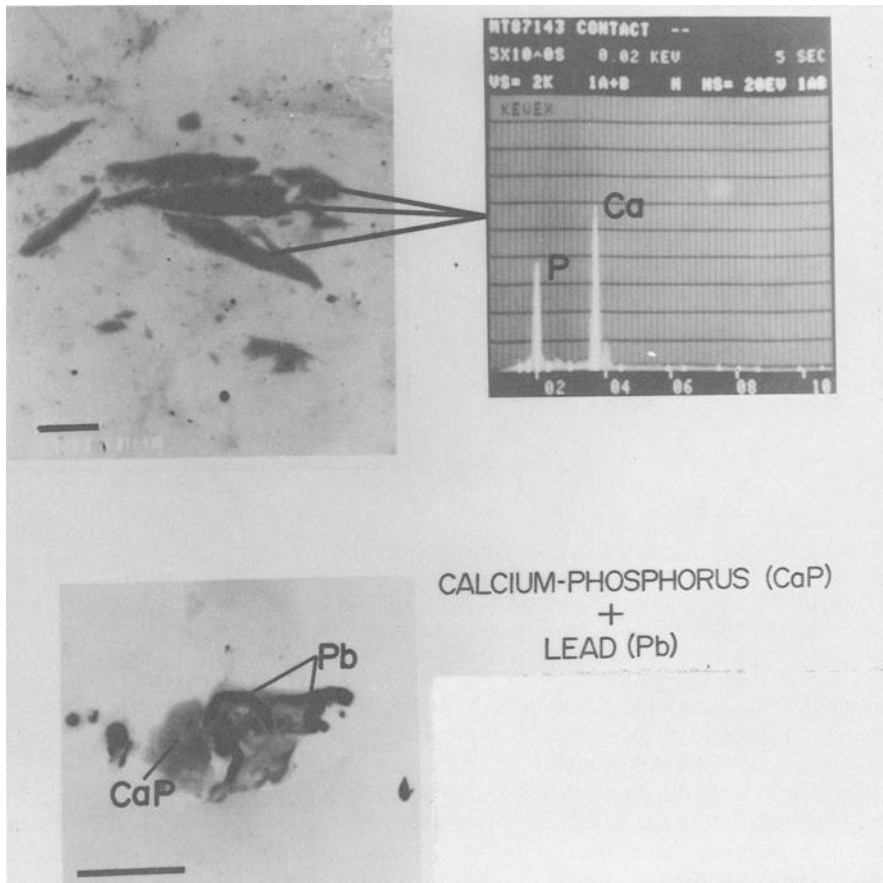 MT87143 CONTACT --
5X10^0S 0.02 KEV 5 SEC
VS= 2K 1A+B M HS= 20EV 1AB
KEVEX
Ca
P
02 04 06 08 10
CALCIUM-PHOSPHORUS (CaP)
+
LEAD (Pb)
Pb
CaP